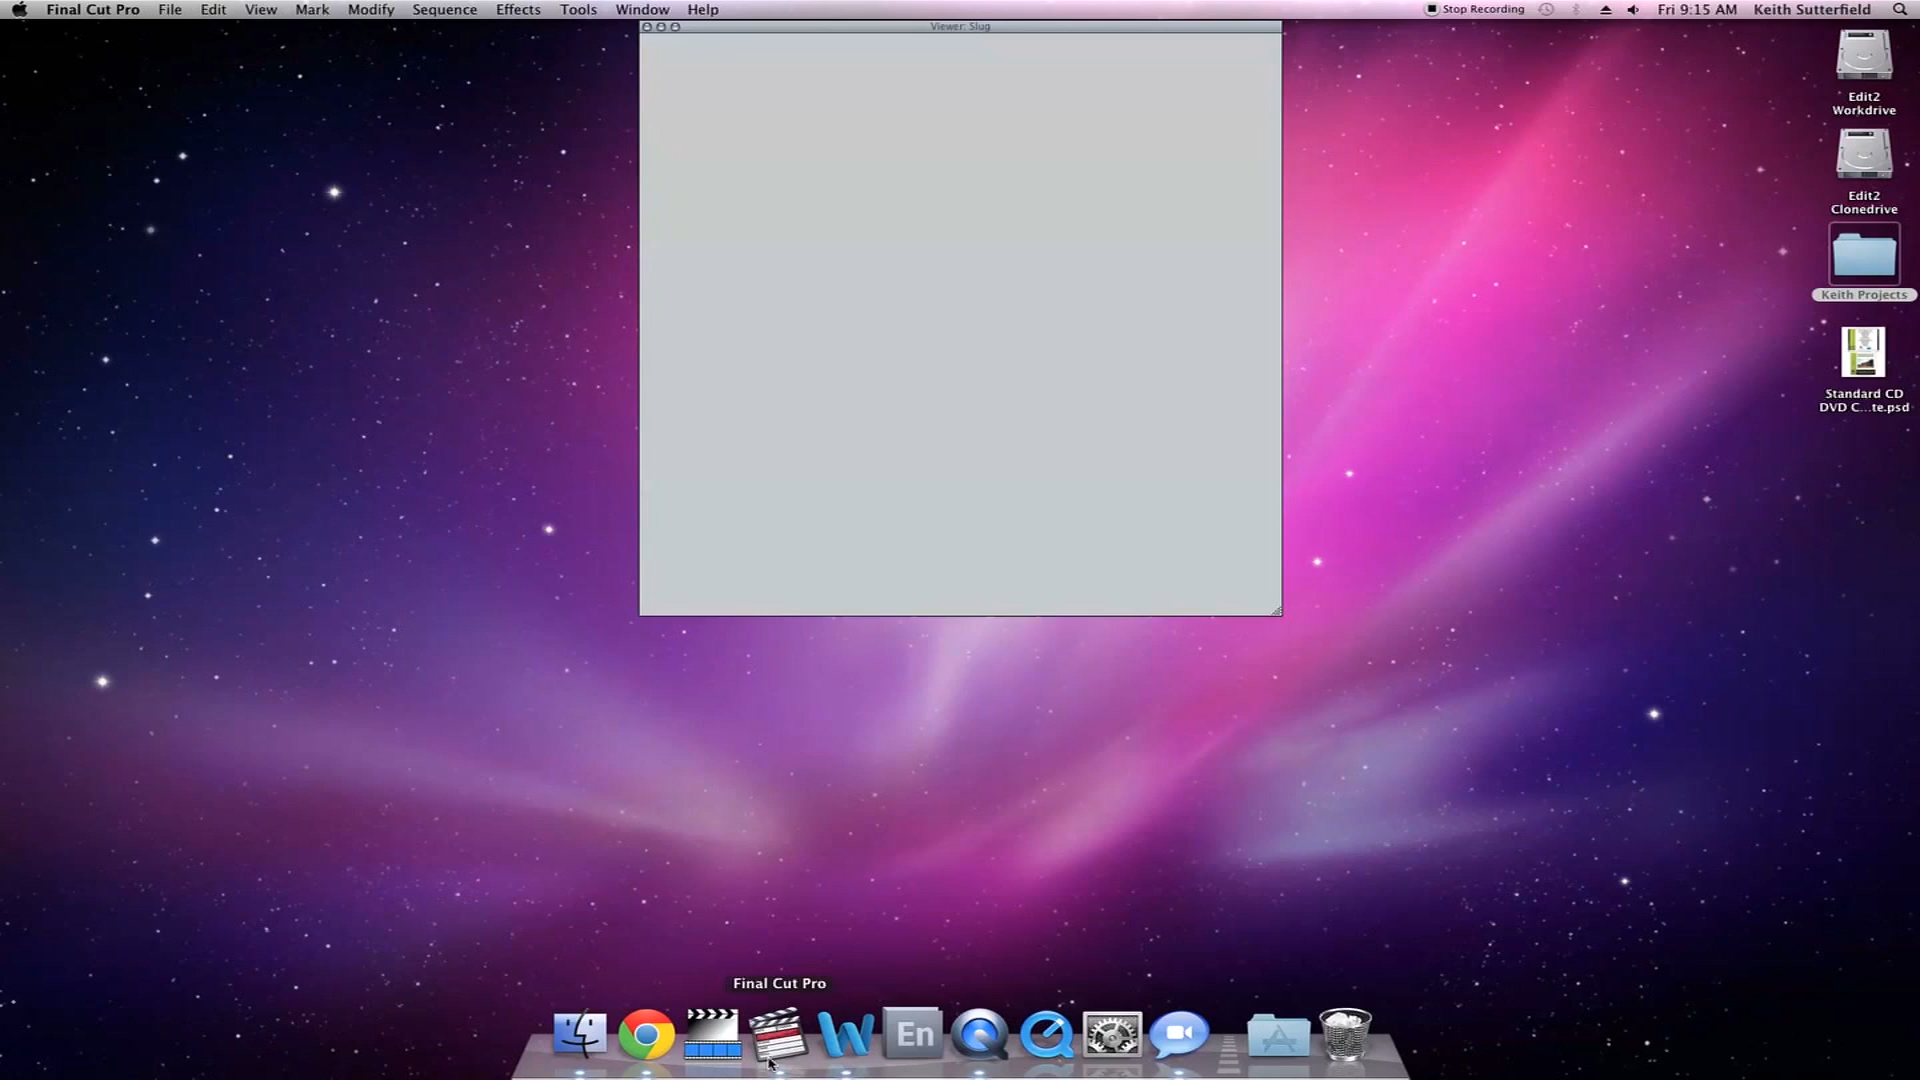 Final Cut Pro File Edit View Mark Modify Sequence Effects Tools Window Help Stop Recording Fri 9:15 AM Keith Sutterfield
Viewer: Slug
Edit2
Workdrive
Edit2
Clonedrive
Keith Projects
Standard CD
DVD C...te.psd
Final Cut Pro
W
En